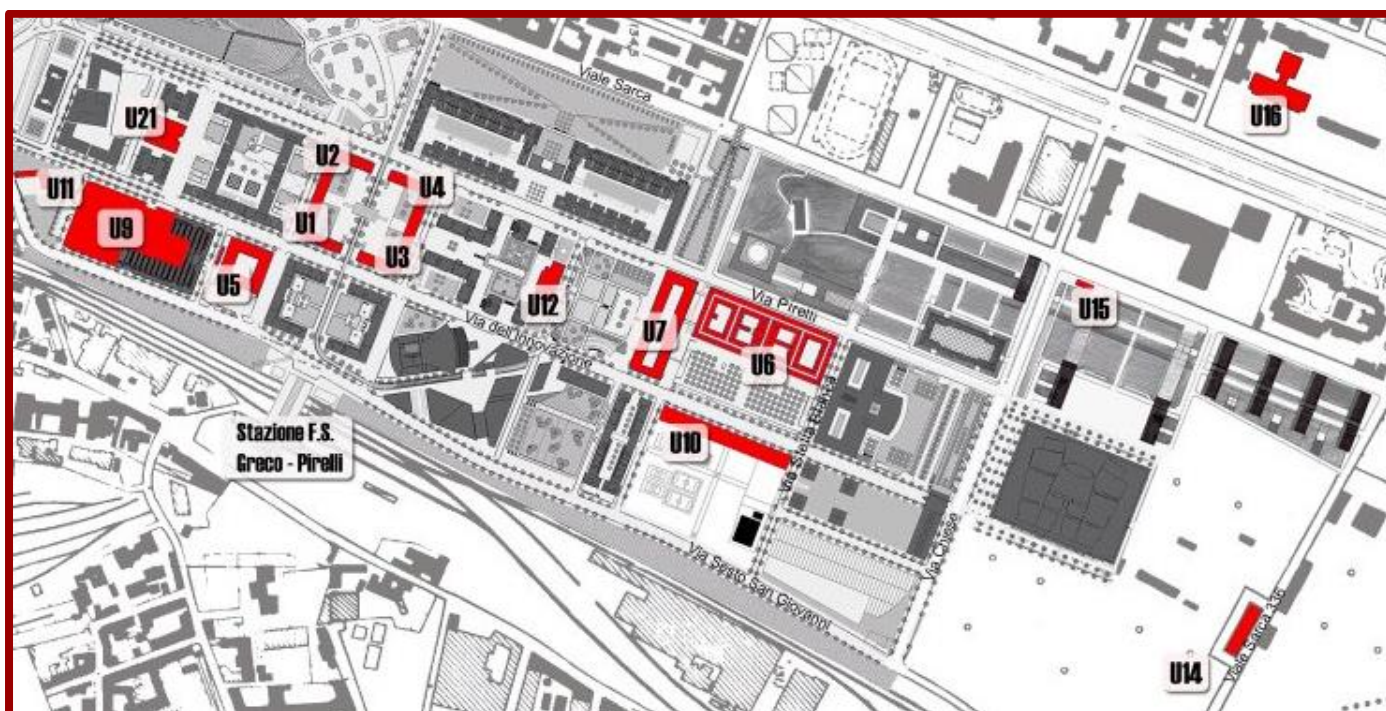 Viale Sarca
U16
U21
U2
U4
U11
U1
U9
U3
U5
U12
U15
Via Pirelli
Via dell'Innovazione
U7
U6
U10
Stazione F.S.
Greco - Pirelli
Via Chiese
Via Sesto San Giovanni
Viale Sarca 336
U14